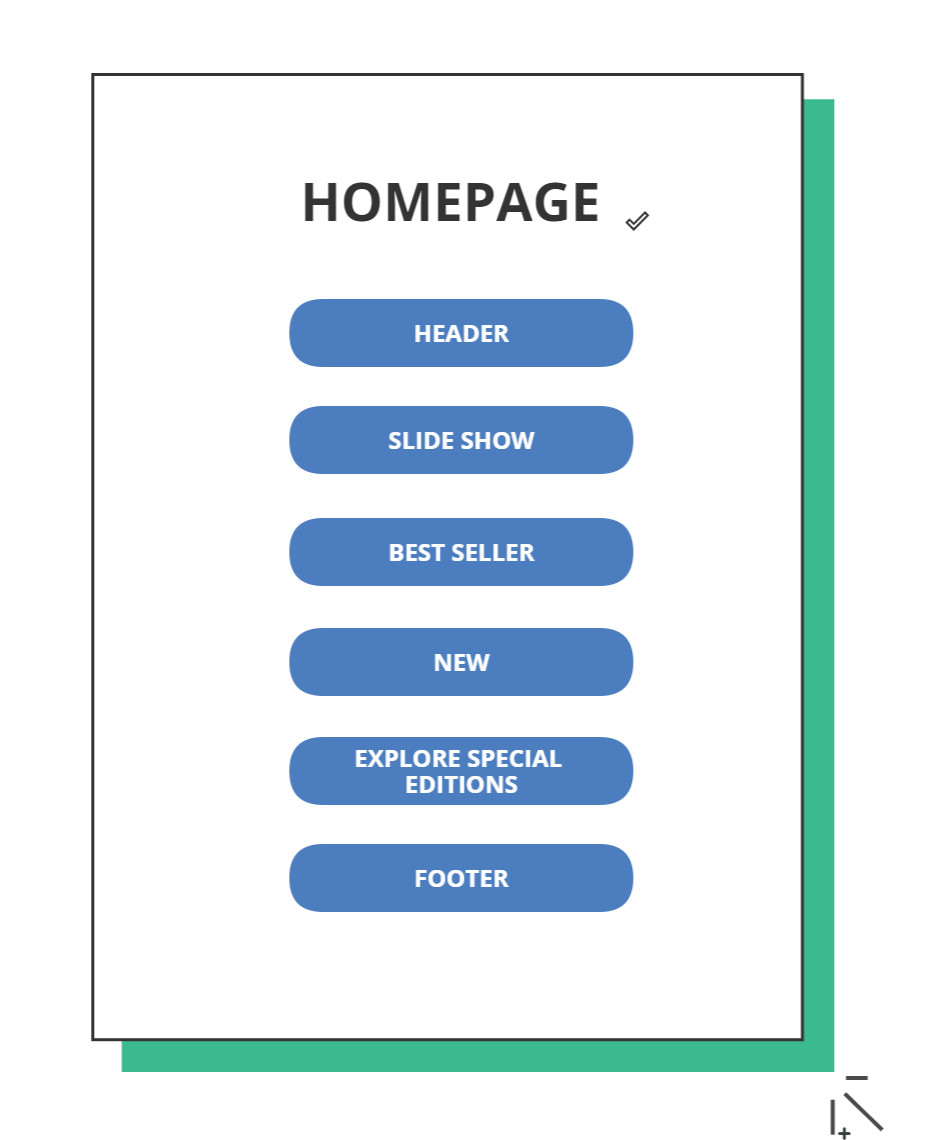 HOMEPAGE
HEADER
SLIDE SHOW
BEST SELLER
NEW
EXPLORE SPECIAL
EDITIONS
FOOTER